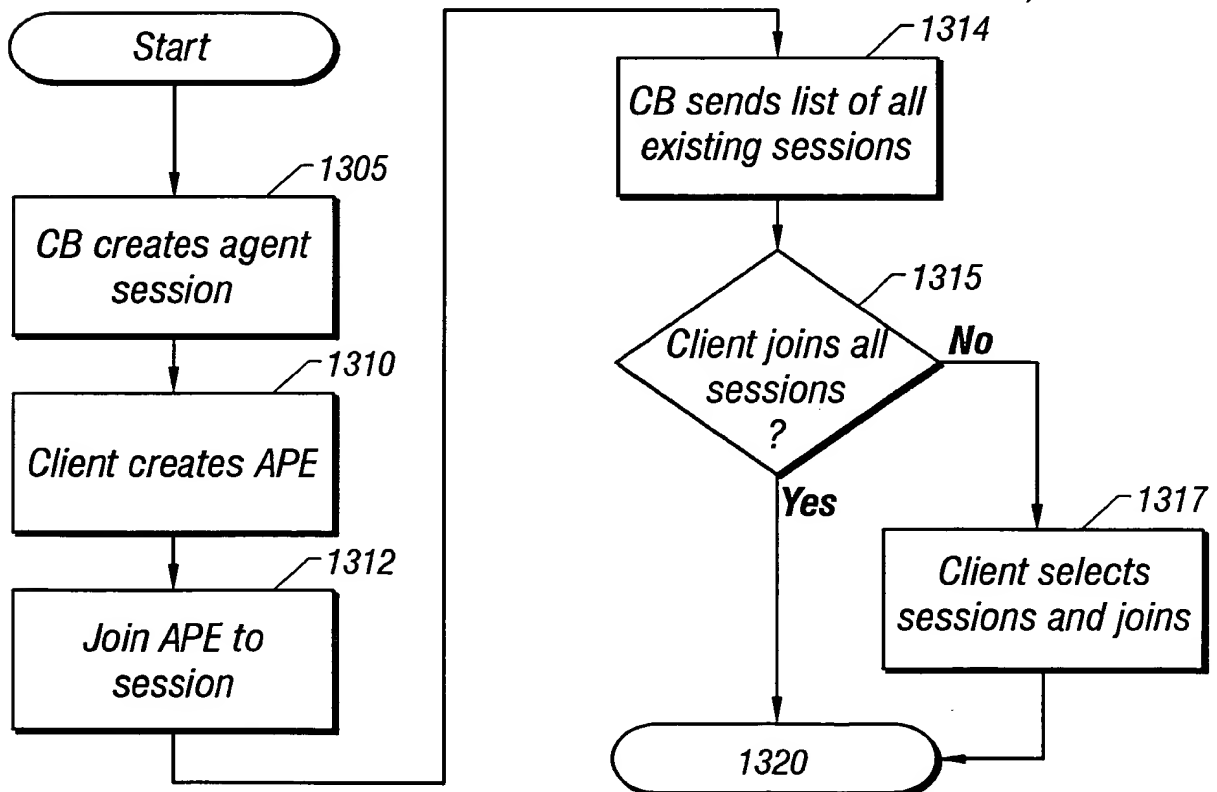 Start
1305
CB creates agent
session
1310
Client creates APE
1312
Join APE to
session
1314
CB sends list of all
existing sessions
1315
Client joins all
sessions
?
No
Yes
1317
Client selects
sessions and joins
1320